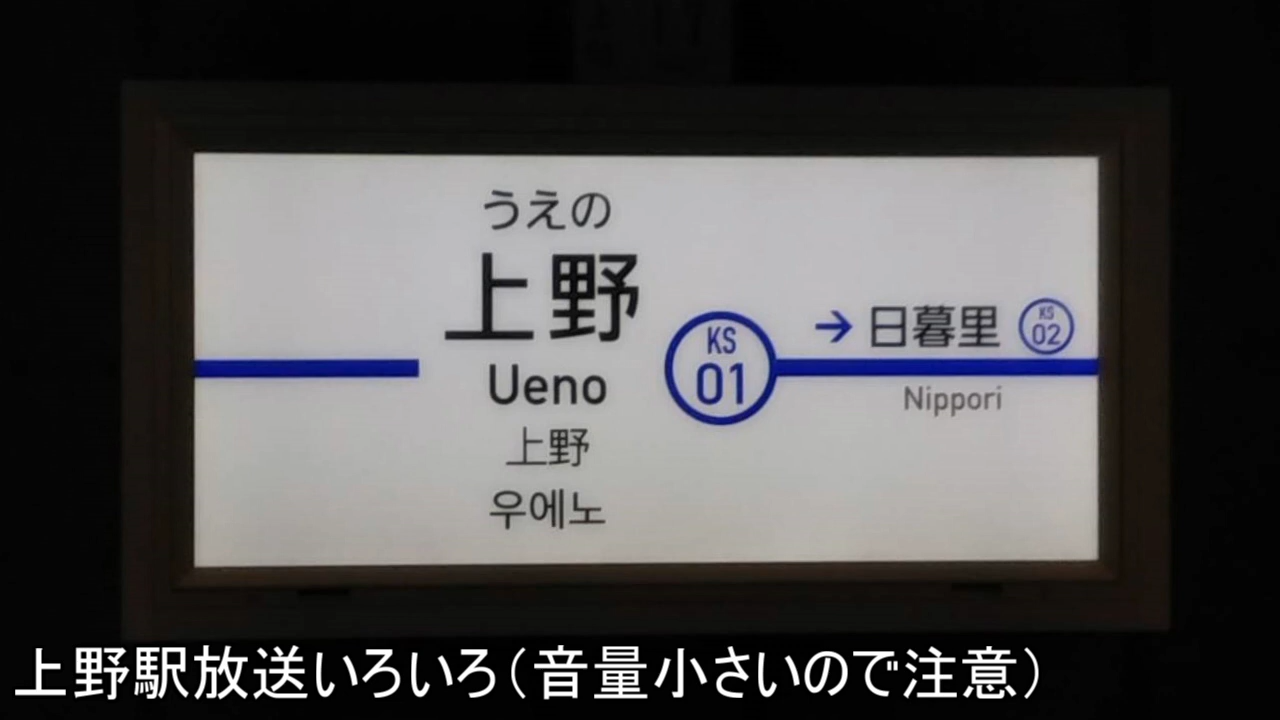 うえの
上野
Ueno
上野
우에노
KS
01
→日暮里
KS
02
Nippori
上野駅放送いろいろ(音量小さいので注意)